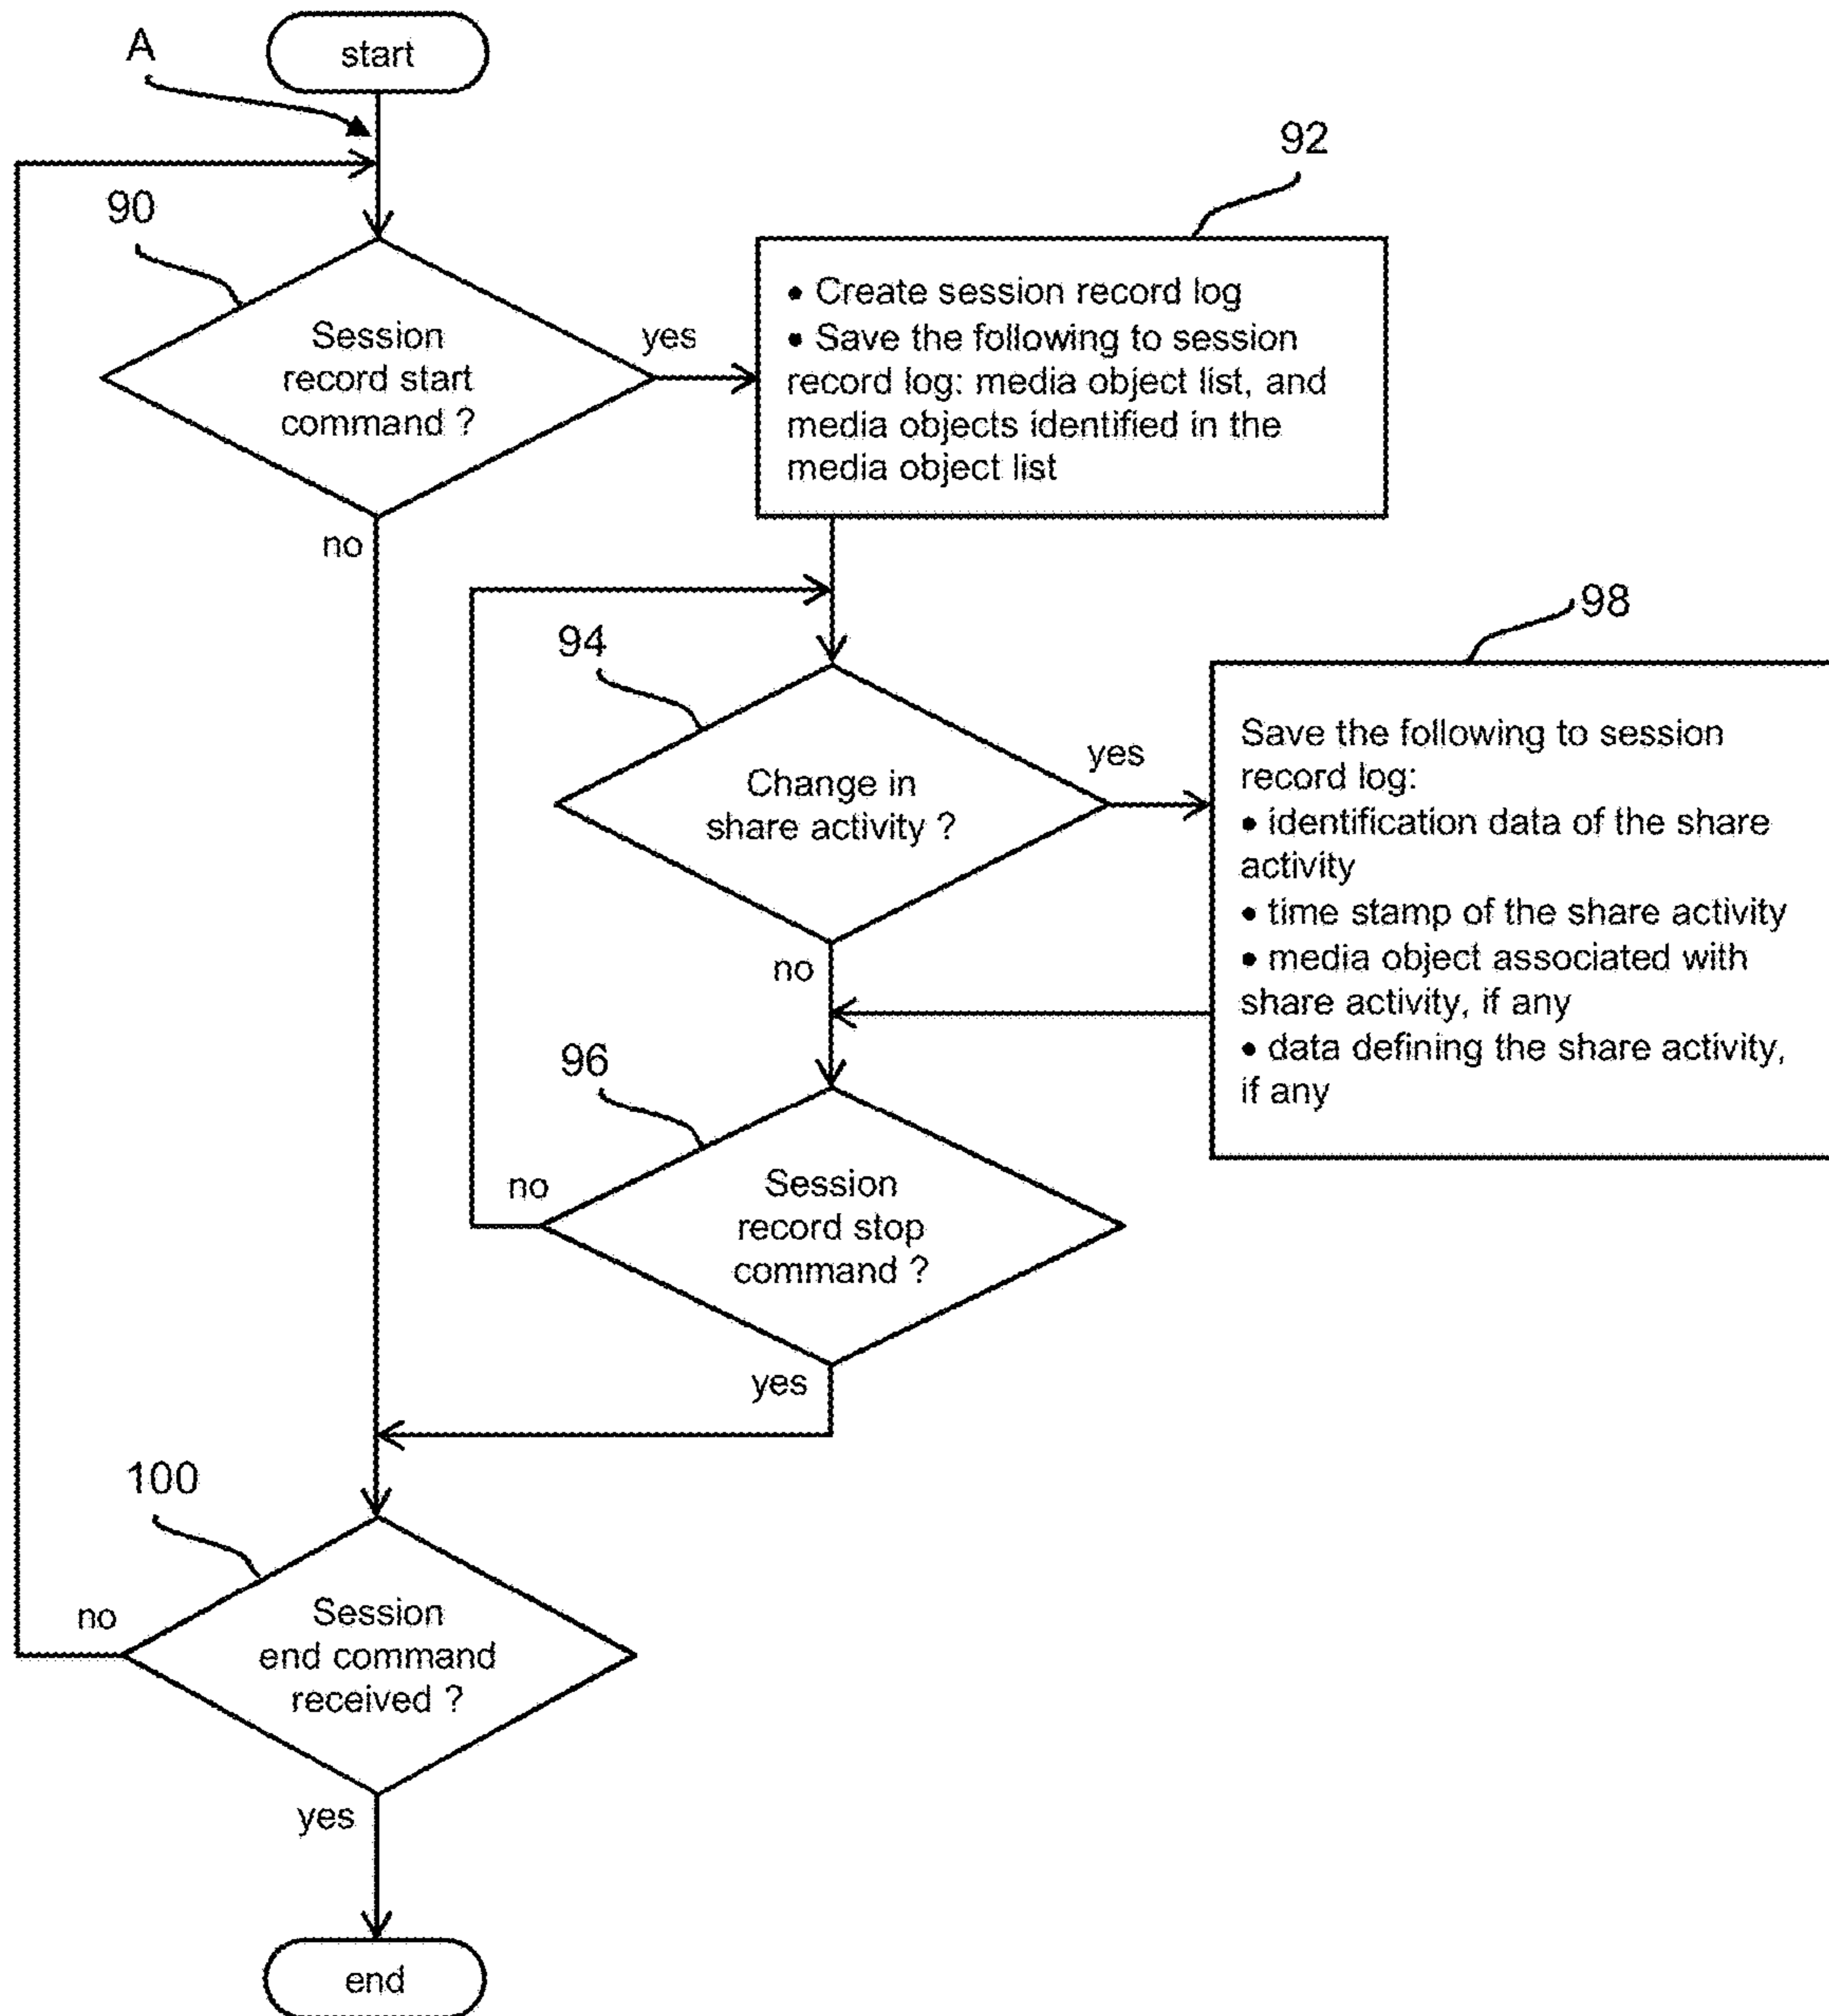 start
A
92
90
Session
record start
command ?
yes
no
• Create session record log
• Save the following to session
record log: media object list, and
media objects identified in the
media object list
98
94
Change in
share activity ?
yes
no
Save the following to session
record log:
• identification data of the share
activity
• time stamp of the share activity
• media object associated with
share activity, if any
• data defining the share activity,
if any
96
no
Session
record stop
command ?
yes
100
no
Session
end command
received ?
yes
end